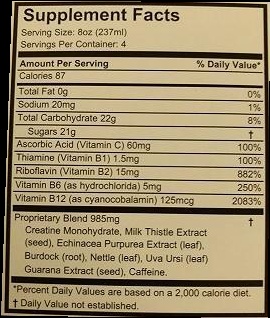 Supplement Facts
Serving Size: 8oz (237ml)
Servings Per Container: 4
Amount Per Serving % Daily Value*
Calories 87
Total Fat 0g 0%
Sodium 20mg 1%
Total Carbohydrate 22g 8%
Sugars 21g †
Ascorbic Acid (Vitamin C) 60mg 100%
Thiamine (Vitamin B1) 1.5mg 100%
Riboflavin (Vitamin B2) 15mg 882%
Vitamin B6 (as hydrochlorida) 5mg 250%
Vitamin B12 (as cyanocobalamin) 125mcg 2083%
Proprietary Blend 985mg †
Creatine Monohydrate, Milk Thistle Extract
(seed), Echinacea Purpurea Extract (leaf),
Burdock (root), Nettle (leaf), Uva Ursi (leaf)
Guarana Extract (seed), Caffeine.
*Percent Daily Values are based on a 2,000 calorie diet.
† Daily Value not established.